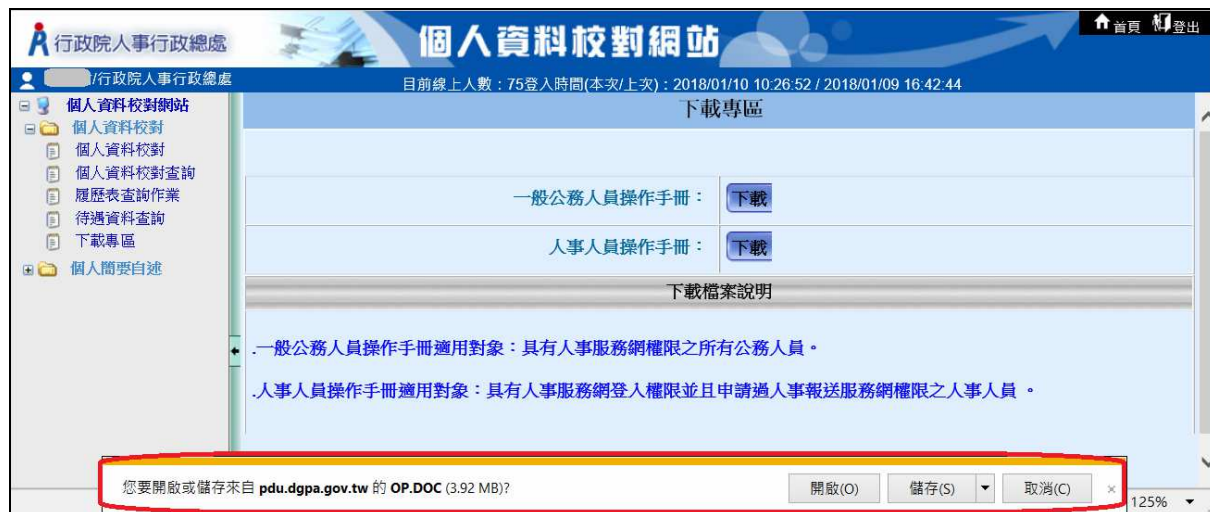 行政院人事行政總處
個人資料校對網站
首頁 登出
/行政院人事行政總處
目前線上人數：75登入時間(本次/上次)：2018/01/10 10:26:52 / 2018/01/09 16:42:44
個人資料校對網站
個人資料校對
個人資料校對
個人資料校對查詢
履歷表查詢作業
待遇資料查詢
下載專區
個人簡要自述
下載專區
一般公務人員操作手冊： 下載
人事人員操作手冊： 下載
下載檔案說明
.一般公務人員操作手冊適用對象：具有人事服務網權限之所有公務人員。
.人事人員操作手冊適用對象：具有人事服務網登入權限並且申請過人事報送服務網權限之人事人員 。
您要開啟或儲存來自 pdu.dgpa.gov.tw 的 OP.DOC (3.92 MB)?
開啟(O) 儲存(S) 取消(C) ×
125%